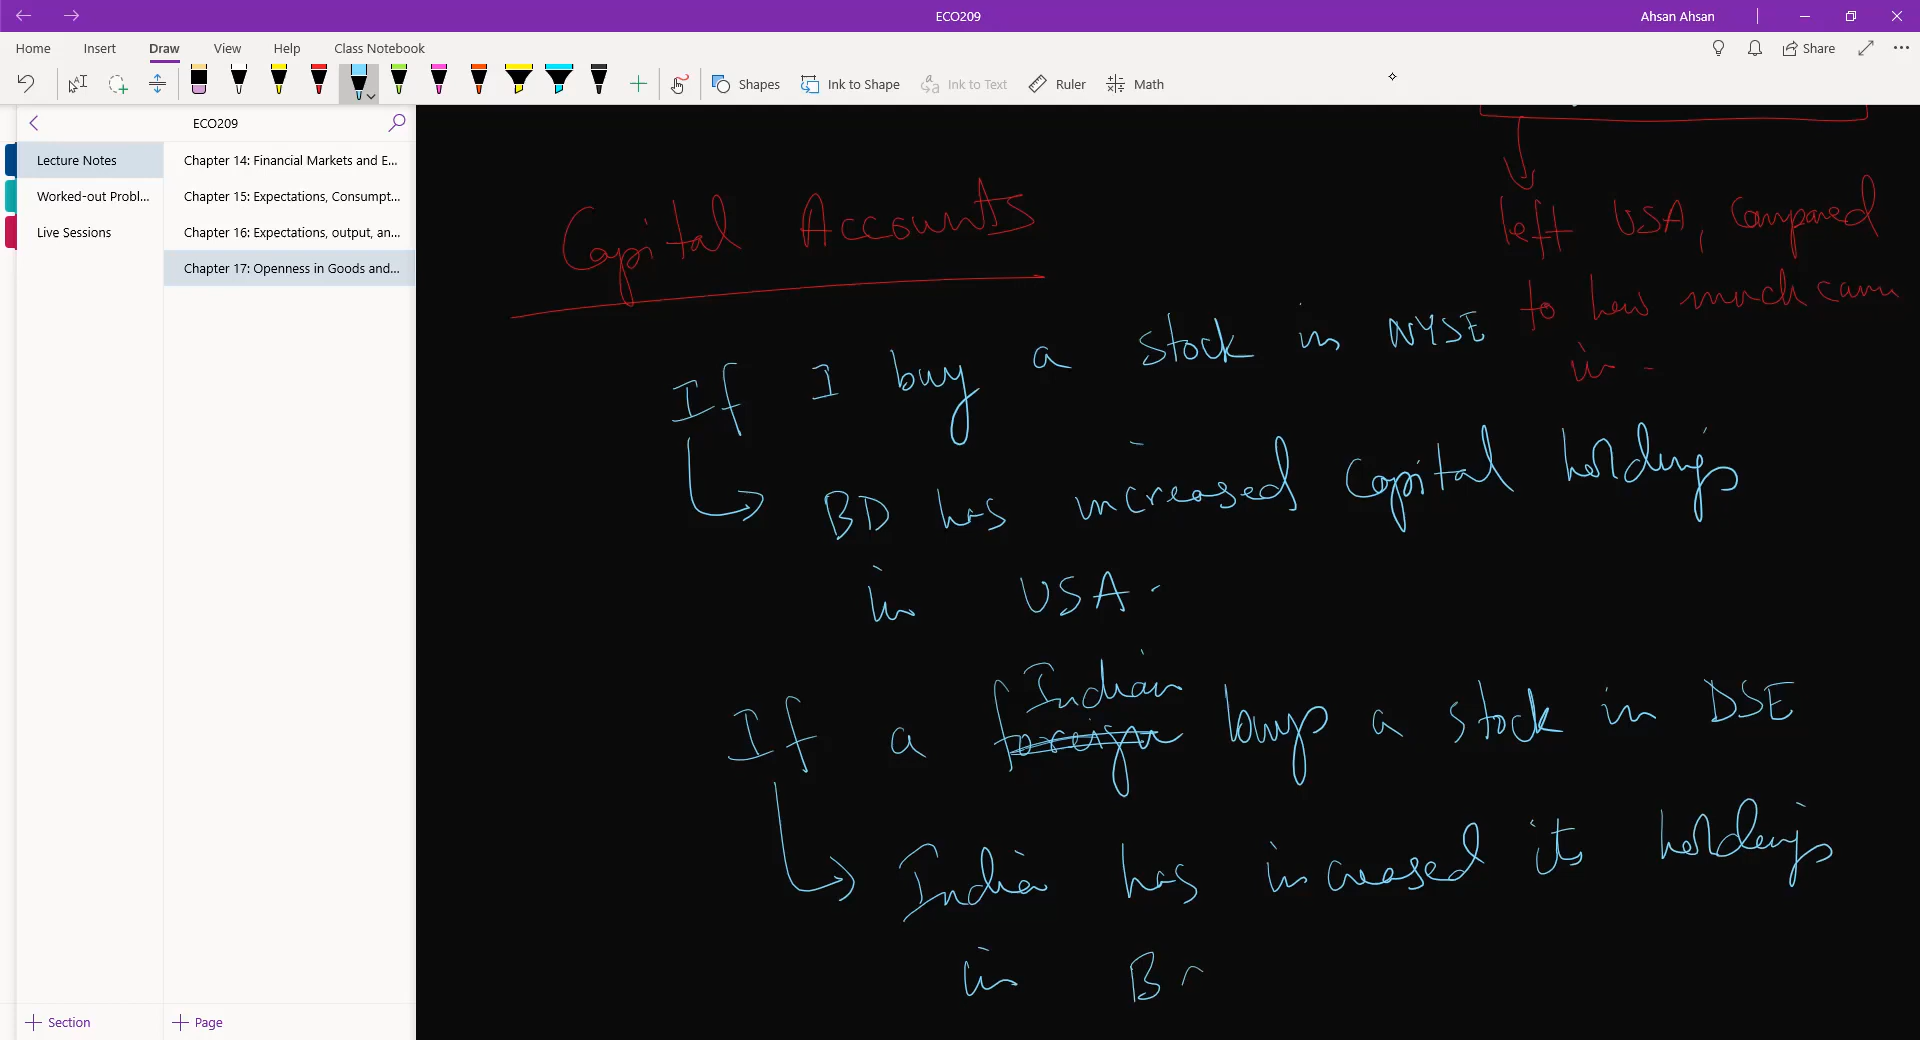 ECO209
Ahsan Ahsan
Home Insert Draw View Help Class Notebook
Share
Shapes Ink to Shape Ink to Text Ruler Math
ECO209
Lecture Notes
Worked-out Probl...
Live Sessions
Chapter 14: Financial Markets and E...
Chapter 15: Expectations, Consumpt...
Chapter 16: Expectations, output, an...
Chapter 17: Openness in Goods and...
Section
Page
left USA, compared
to how much came
in.
Capital Accounts
If I buy a stock in NYSE
BD has increased capital holdings
in USA.
If a Indian buys a stock in DSE
foreign
India has increased its holdings
in B